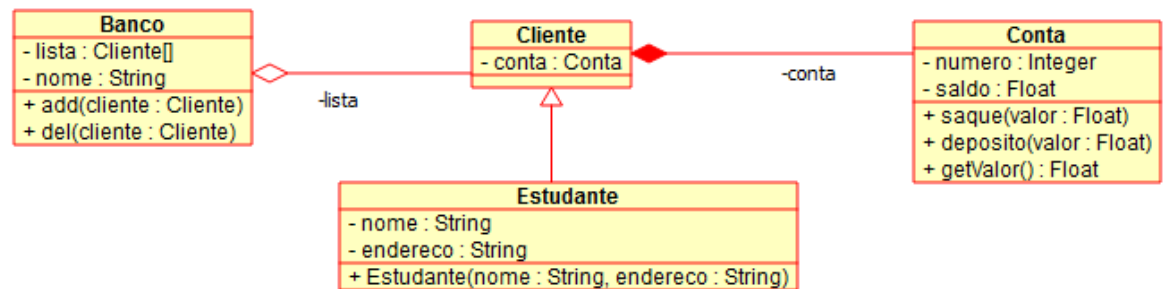 Banco
- lista : Cliente[]
- nome : String
+ add(cliente : Cliente)
+ del(cliente : Cliente)
-lista
Cliente
- conta : Conta
-conta
Conta
- numero : Integer
- saldo : Float
+ saque(valor : Float)
+ deposito(valor : Float)
+ getValor() : Float
Estudante
- nome : String
- endereco : String
+ Estudante(nome : String, endereco : String)